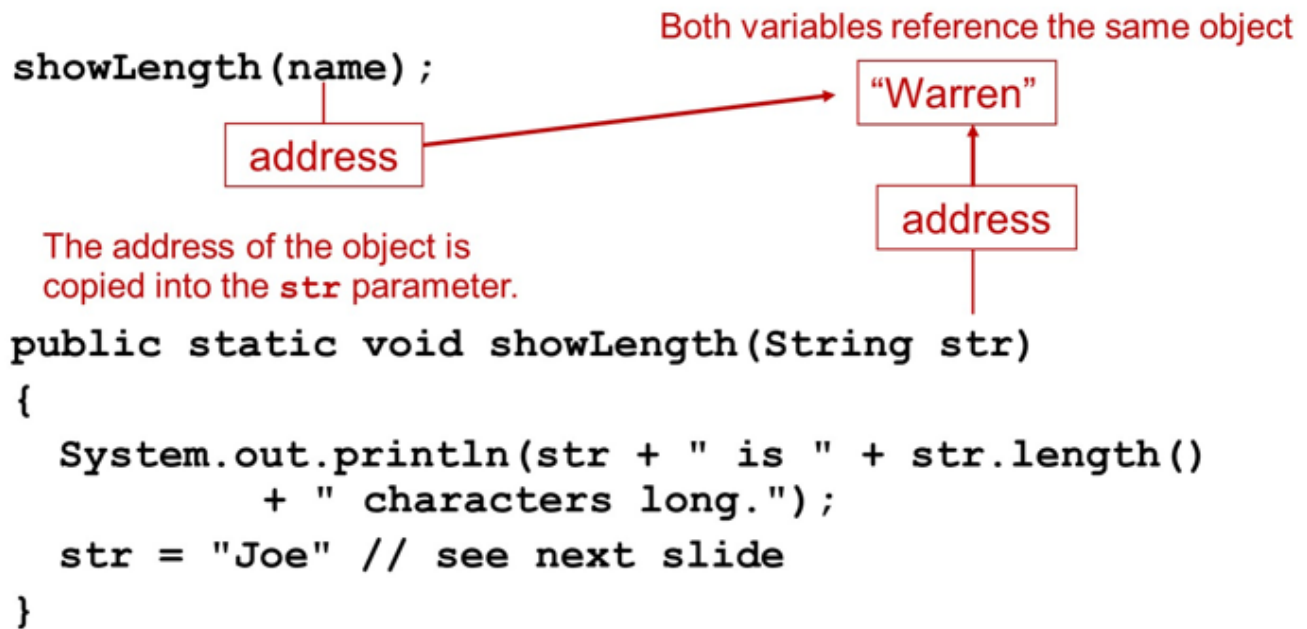 Both variables reference the same object
showLength(name);
“Warren”
address
address
The address of the object is
copied into the str parameter.
public static void showLength(String str)
{
System.out.println(str + " is " + str.length()
+ " characters long.");
str = "Joe" // see next slide
}